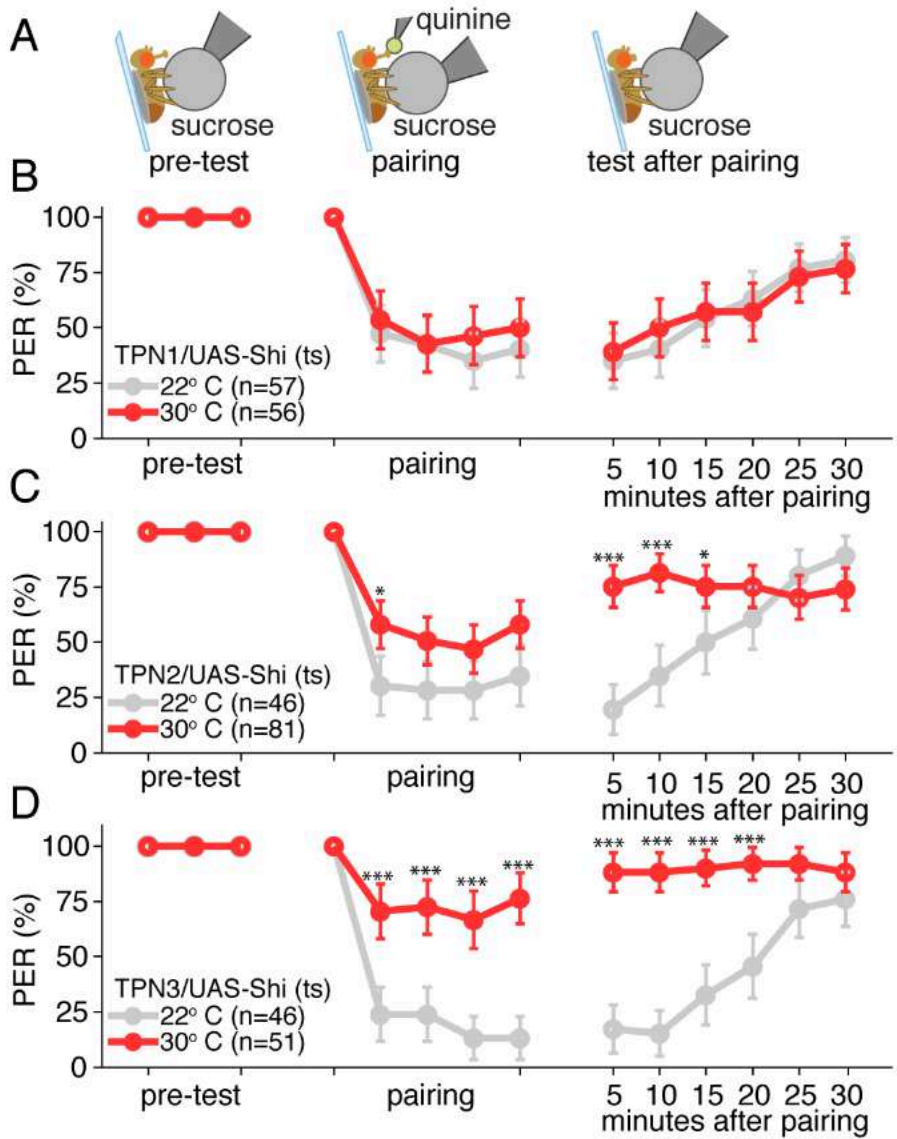 A
quinine
sucrose
sucrose
sucrose
pre-test
pairing
test after pairing
B
100
75
50
25
0
PER (%)
TPN1/UAS-Shi (ts)
22° C (n=57)
30° C (n=56)
pre-test
pairing
5 10 15 20 25 30
minutes after pairing
C
100
75
50
25
0
PER (%)
*
***
***
*
TPN2/UAS-Shi (ts)
22° C (n=46)
30° C (n=81)
pre-test
pairing
5 10 15 20 25 30
minutes after pairing
D
100
75
50
25
0
PER (%)
*** *** *** ***
*** *** *** ***
TPN3/UAS-Shi (ts)
22° C (n=46)
30° C (n=51)
pre-test
pairing
5 10 15 20 25 30
minutes after pairing